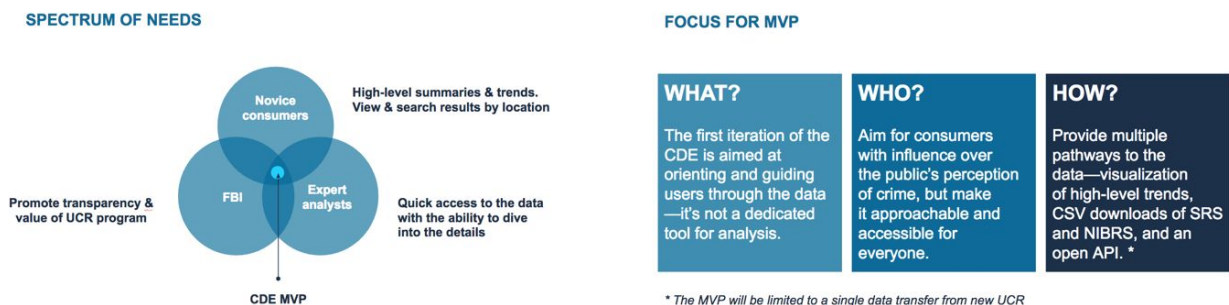 SPECTRUM OF NEEDS
Novice
consumers
High-level summaries & trends.
View & search results by location
FBI
Expert
analysts
Promote transparency &
value of UCR program
Quick access to the data
with the ability to dive
into the details
CDE MVP
FOCUS FOR MVP
WHAT?
The first iteration of the
CDE is aimed at
orienting and guiding
users through the data
—it's not a dedicated
tool for analysis.
WHO?
Aim for consumers
with influence over
the public's perception
of crime, but make
it approachable and
accessible for
everyone.
HOW?
Provide multiple
pathways to the
data—visualization
of high-level trends,
CSV downloads of SRS
and NIBRS, and an
open API. *
* The MVP will be limited to a single data transfer from new UCR